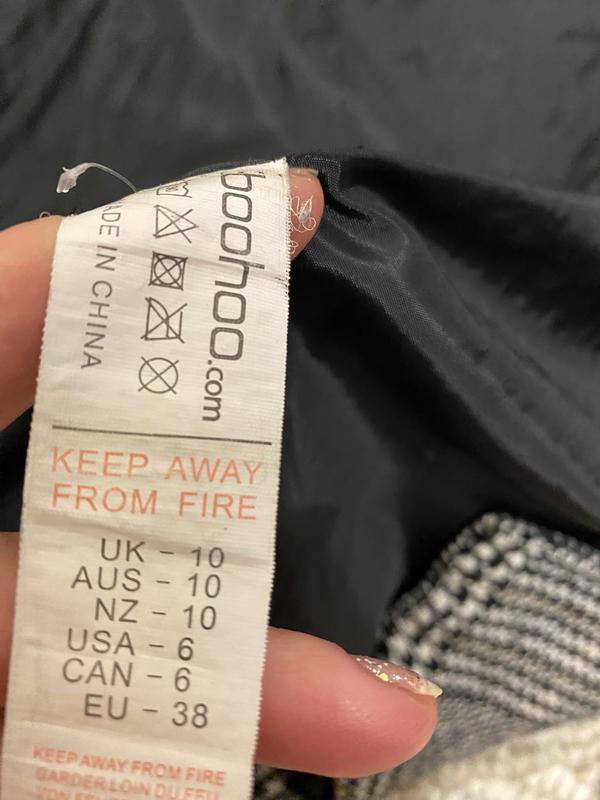 boohoo.com
MADE IN CHINA
KEEP AWAY
FROM FIRE
UK - 10
AUS - 10
NZ - 10
USA - 6
CAN - 6
EU - 38
KEEP AWAY FROM FIRE
GARDER LOIN DU FEU